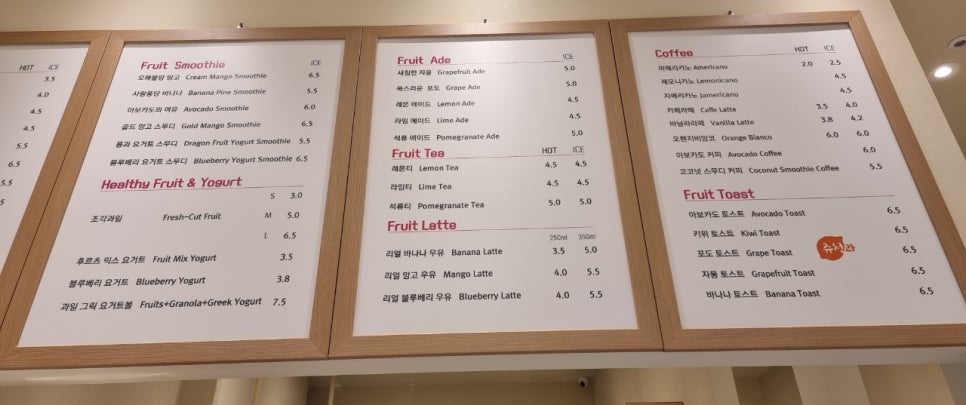 HOT ICE
3.5
4.0
4.5
4.5
5.5
6.5
5.5
Fruit Smoothie
ICE
오매불망 망고 Cream Mango Smoothie 6.5
사랑퐁당 바나나 Banana Pine Smoothie 5.5
아보카도의 여유 Avocado Smoothie 6.0
골드 망고 스무디 Gold Mango Smoothie 6.5
용과 요거트 스무디 Dragon Fruit Yogurt Smoothie 5.5
블루베리 요거트 스무디 Blueberry Yogurt Smoothie 6.5
Healthy Fruit & Yogurt
S 3.0
조각과일 Fresh-Cut Fruit M 5.0
L 6.5
후르츠 믹스 요거트 Fruit Mix Yogurt 3.5
블루베리 요거트 Blueberry Yogurt 3.8
과일 그릭 요거트볼 Fruits+Granola+Greek Yogurt 7.5
Fruit Ade
ICE
새침한 자몽 Grapefruit Ade 5.0
쑥스러운 포도 Grape Ade 5.0
레몬 에이드 Lemon Ade 4.5
라임 에이드 Lime Ade 4.5
석류 에이드 Pomegranate Ade 5.0
Fruit Tea HOT ICE
레몬티 Lemon Tea 4.5 4.5
라임티 Lime Tea 4.5 4.5
석류티 Pomegranate Tea 5.0 5.0
Fruit Latte
250ml 350ml
리얼 바나나 우유 Banana Latte 3.5 5.0
리얼 망고 우유 Mango Latte 4.0 5.5
리얼 블루베리 우유 Blueberry Latte 4.0 5.5
Coffee HOT ICE
아메리카노 Americano 2.0 2.5
레모니카노 Lemonicano 4.5
자메리카노 Jamericano 4.5
카페라떼 Caffe Latte 3.5 4.0
바닐라라떼 Vanilla Latte 3.8 4.2
오렌지비앙코 Orange Bianco 6.0 6.0
아보카도 커피 Avocado Coffee 6.0
코코넛 스무디 커피 Coconut Smoothie Coffee 5.5
Fruit Toast
아보카도 토스트 Avocado Toast 6.5
키위 토스트 Kiwi Toast 6.5
포도 토스트 Grape Toast 6.5
자몽 토스트 Grapefruit Toast 6.5
바나나 토스트 Banana Toast 6.5